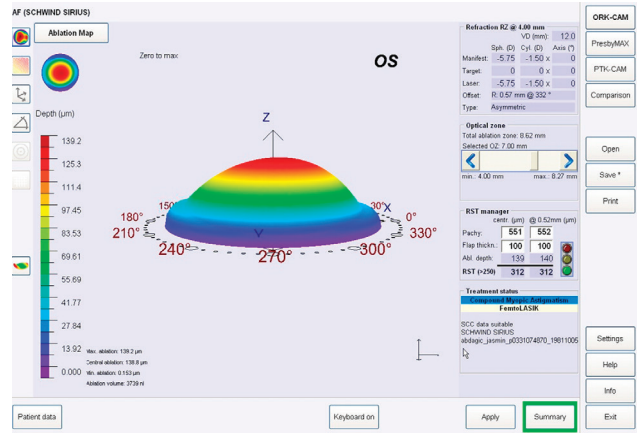 AF (SCHWIND SIRIUS)
Ablation Map
Zero to max
OS
Depth (µm)
139.2
125.3
111.4
97.45
83.53
69.61
55.69
41.77
27.84
13.92
0.000
Z
X
Y
150°
180°
210°
240°
270°
300°
330°
0°
30°
Max. ablation: 139.2 µm
Central ablation: 138.8 µm
Min. ablation: 0.153 µm
Ablation volume: 3739 nl
Refraction RZ @ 4.00 mm
VD (mm): 12.0
Sph. (D) Cyl. (D) Axis (°)
Manifest: -5.75 -1.50 x 0
Target: 0 0 x 0
Laser: -5.75 -1.50 x 0
Offset: R: 0.57 mm @ 332 °
Type: Asymmetric
Optical zone
Total ablation zone: 8.62 mm
Selected OZ: 7.00 mm
min.: 4.00 mm max.: 8.27 mm
RST manager
centr. (µm) @ 0.52mm (µm)
Pachy: 551 552
Flap thickn.: 100 100
Abl. depth: 139 140
RST (>250) 312 312
Treatment status
Compound Myopic Astigmatism
FemtoLASIK
SCC data suitable
SCHWIND SIRIUS
abdagic_jasmin_p0331074870_19811005
ORK-CAM
PresbyMAX
PTK-CAM
Comparison
Open
Save *
Print
Settings
Help
Info
Exit
Patient data
Keyboard on
Apply
Summary